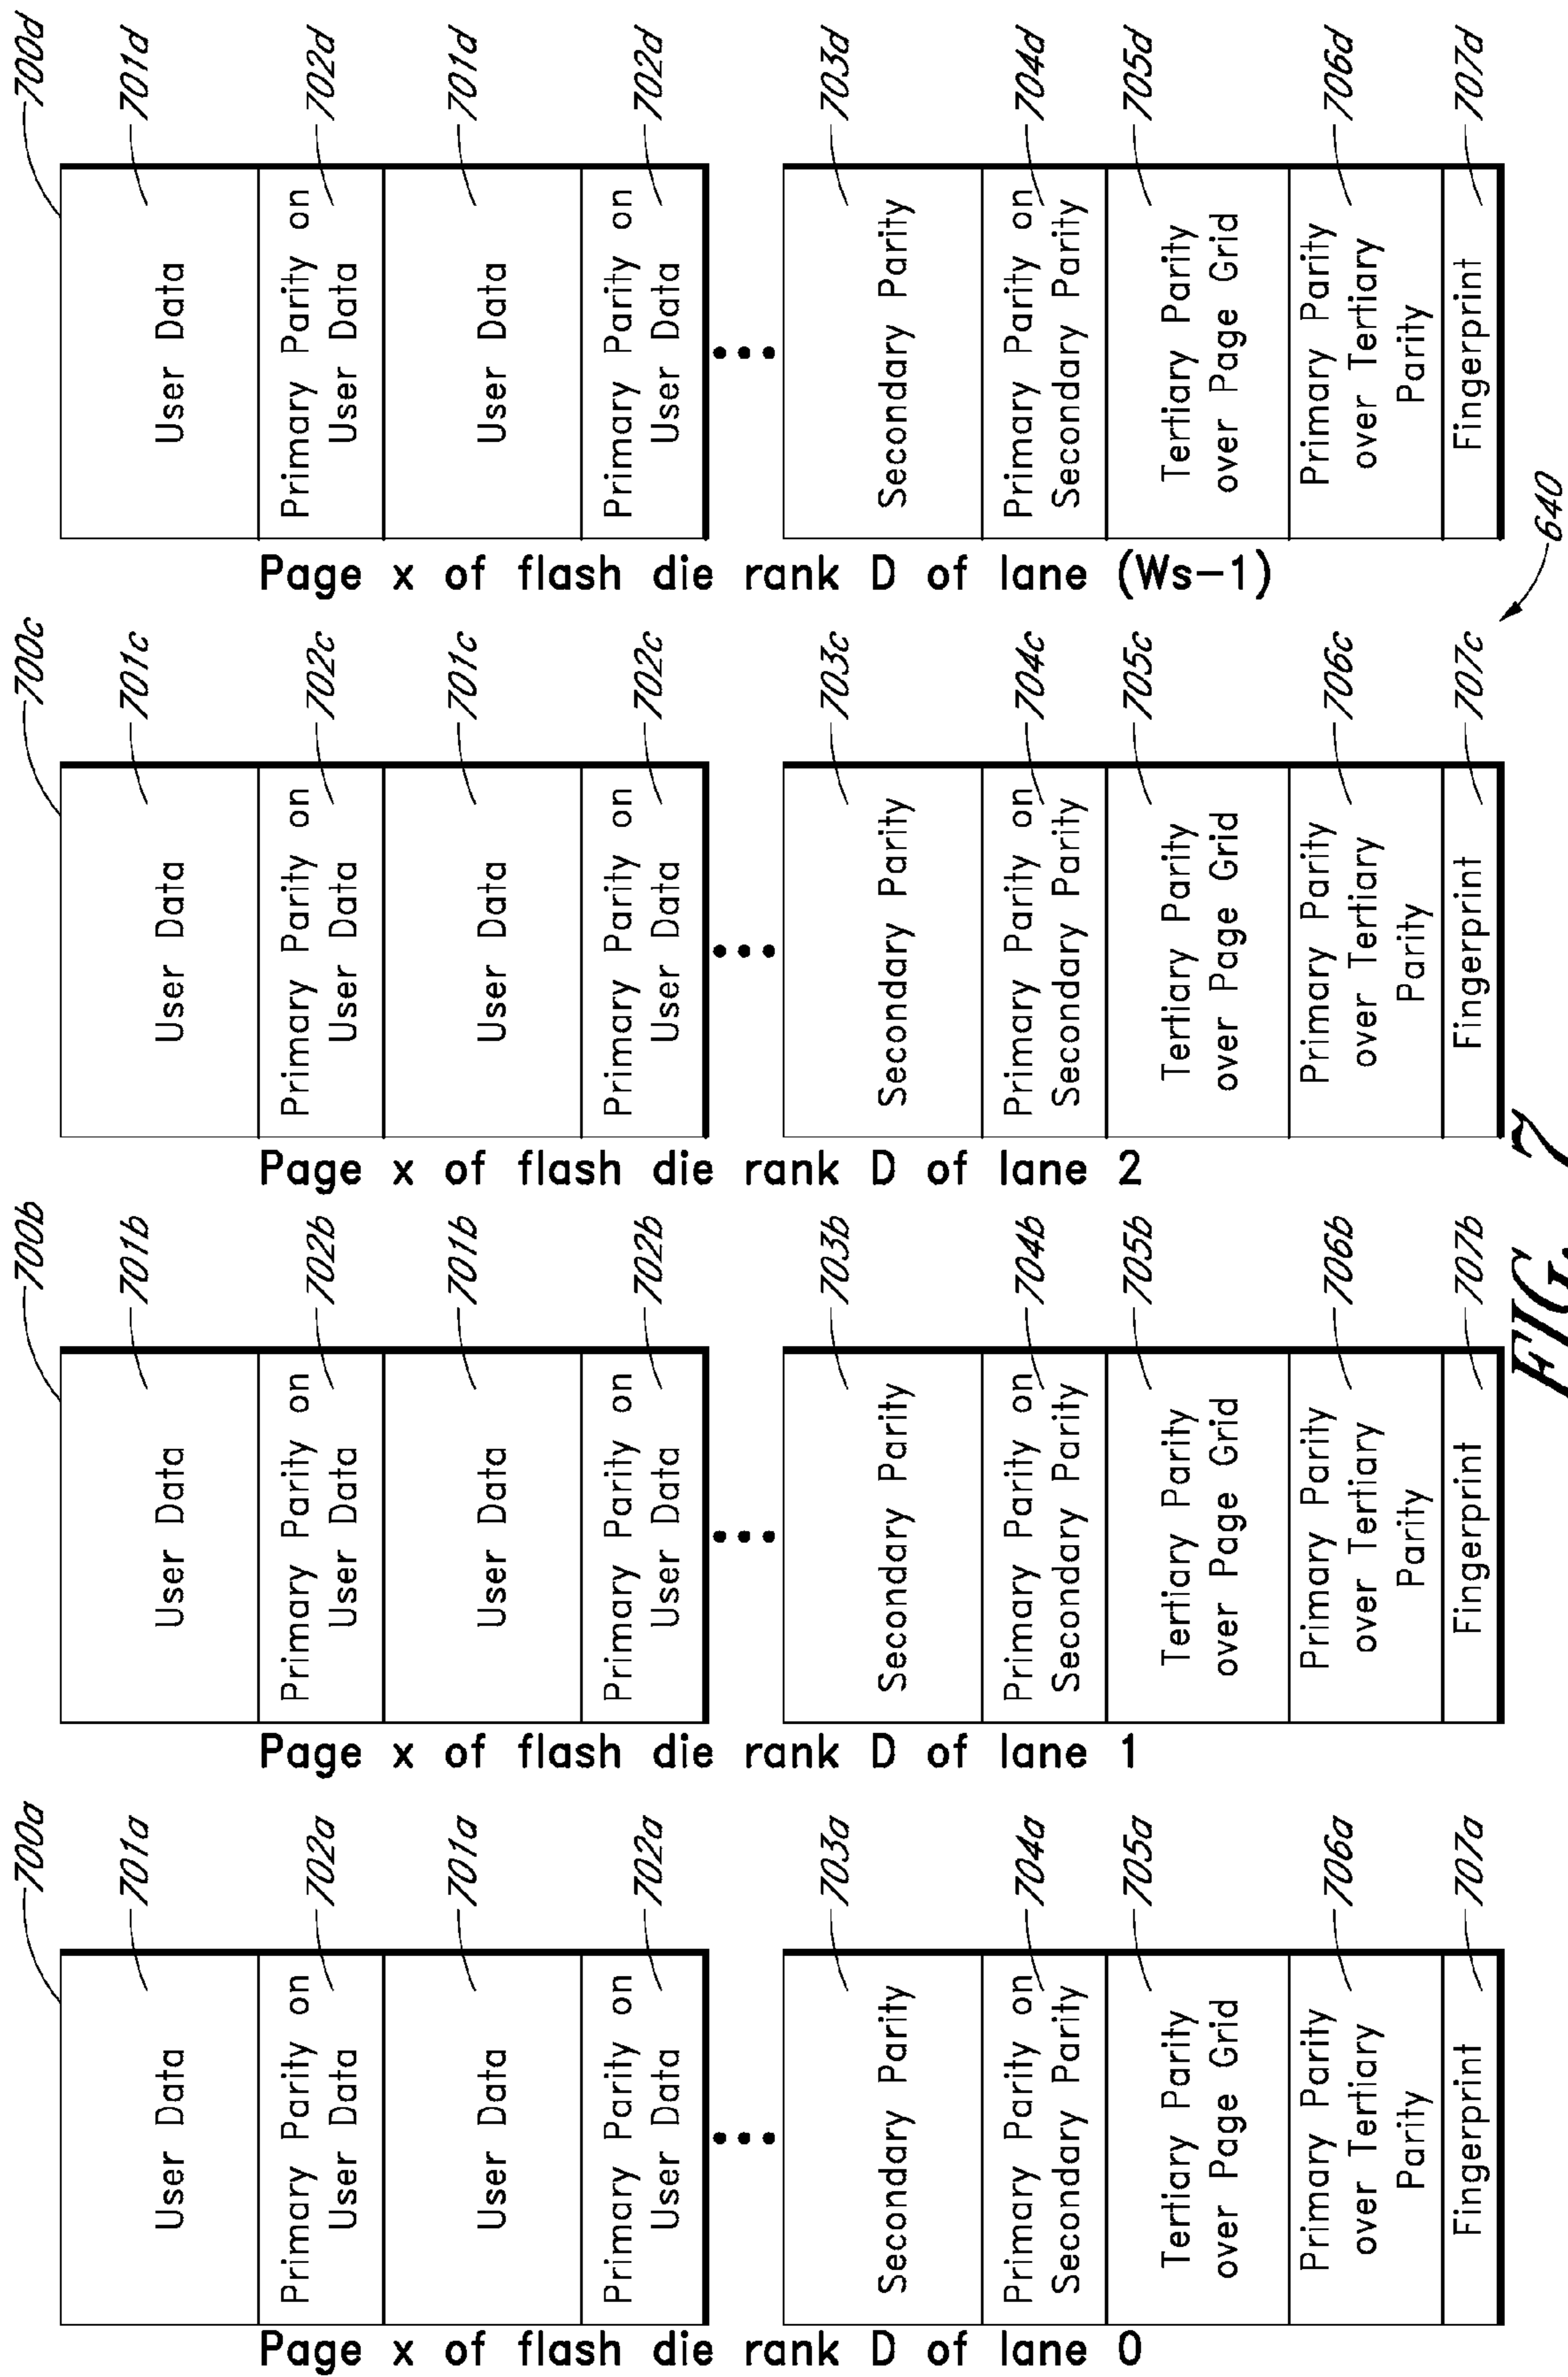 700a
Page x of flash die rank D of lane 0
User Data
701a
Primary Parity on
User Data
702a
User Data
701a
Primary Parity on
User Data
702a
Secondary Parity
703a
Primary Parity on
Secondary Parity
704a
Tertiary Parity
over Page Grid
705a
Primary Parity
over Tertiary
Parity
706a
Fingerprint
707a
700b
Page x of flash die rank D of lane 1
User Data
701b
Primary Parity on
User Data
702b
User Data
701b
Primary Parity on
User Data
702b
Secondary Parity
703b
Primary Parity on
Secondary Parity
704b
Tertiary Parity
over Page Grid
705b
Primary Parity
over Tertiary
Parity
706b
Fingerprint
707b
700c
Page x of flash die rank D of lane 2
User Data
701c
Primary Parity on
User Data
702c
User Data
701c
Primary Parity on
User Data
702c
Secondary Parity
703c
Primary Parity on
Secondary Parity
704c
Tertiary Parity
over Page Grid
705c
Primary Parity
over Tertiary
Parity
706c
Fingerprint
707c
700d
Page x of flash die rank D of lane (Ws-1)
User Data
701d
Primary Parity on
User Data
702d
User Data
701d
Primary Parity on
User Data
702d
Secondary Parity
703d
Primary Parity on
Secondary Parity
704d
Tertiary Parity
over Page Grid
705d
Primary Parity
over Tertiary
Parity
706d
Fingerprint
707d
640
FIG. 7